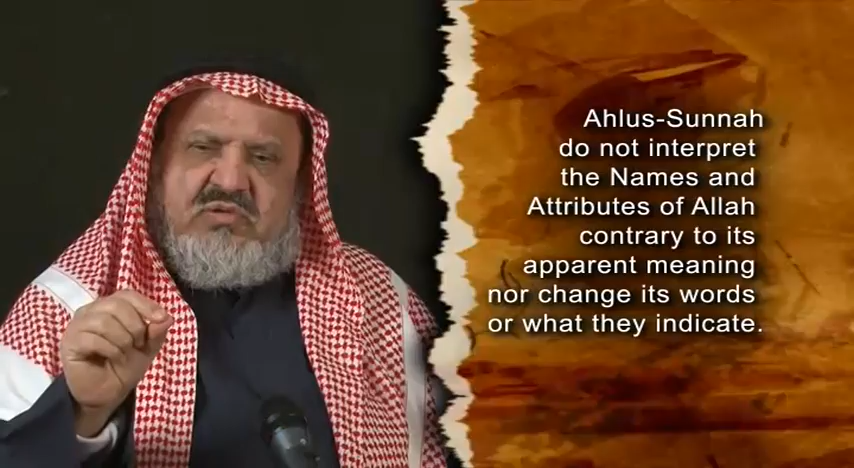 Ahlus-Sunnah
do not interpret
the Names and
Attributes of Allah
contrary to its
apparent meaning
nor change its words
or what they indicate.